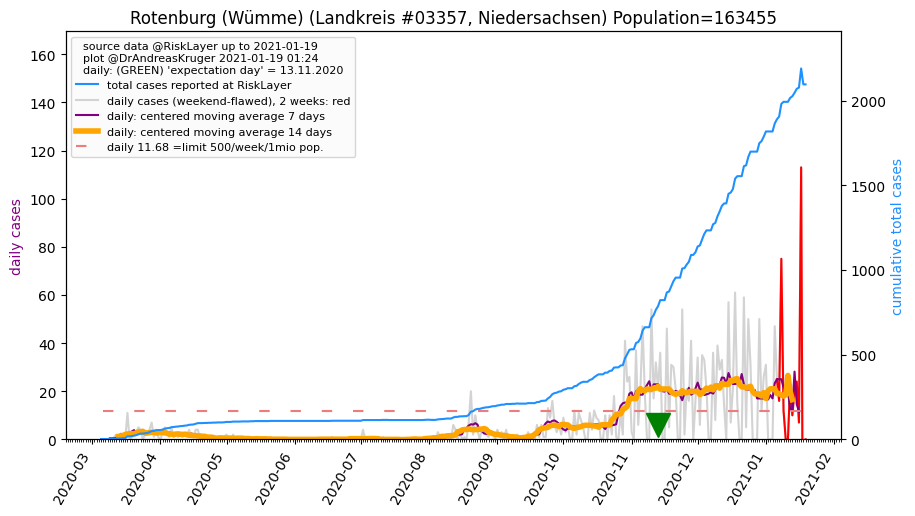 Rotenburg (Wümme) (Landkreis #03357, Niedersachsen) Population=163455
source data @RiskLayer up to 2021-01-19
plot @DrAndreasKruger 2021-01-19 01:24
daily: (GREEN) 'expectation day' = 13.11.2020
total cases reported at RiskLayer
daily cases (weekend-flawed), 2 weeks: red
daily: centered moving average 7 days
daily: centered moving average 14 days
daily 11.68 =limit 500/week/1mio pop.
daily cases
160
140
120
100
80
60
40
20
0
cumulative total cases
2000
1500
1000
500
0
2020-03
2020-04
2020-05
2020-06
2020-07
2020-08
2020-09
2020-10
2020-11
2020-12
2021-01
2021-02